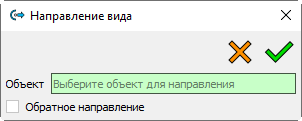 Направление вида
Объект Выберите объект для направления
Обратное направление